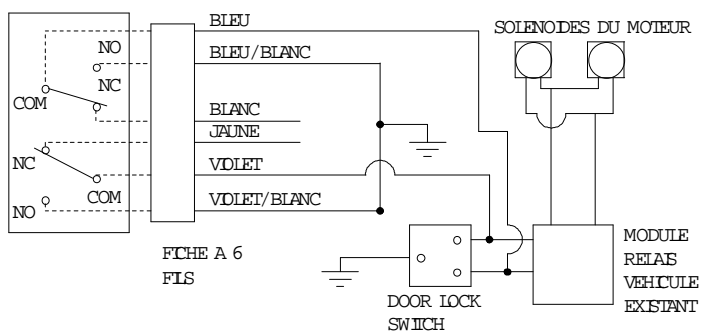 BLEU
SOLENOIDES DU MOTEUR
NO
BLEU/BLANC
NC
COM
BLANC
JAUNE
NC
VIOLET
COM
VIOLET/BLANC
NO
FICHE A 6
FILS
MODULE
RELAIS
VEHICULE
EXISTANT
DOOR LOCK
SWITCH